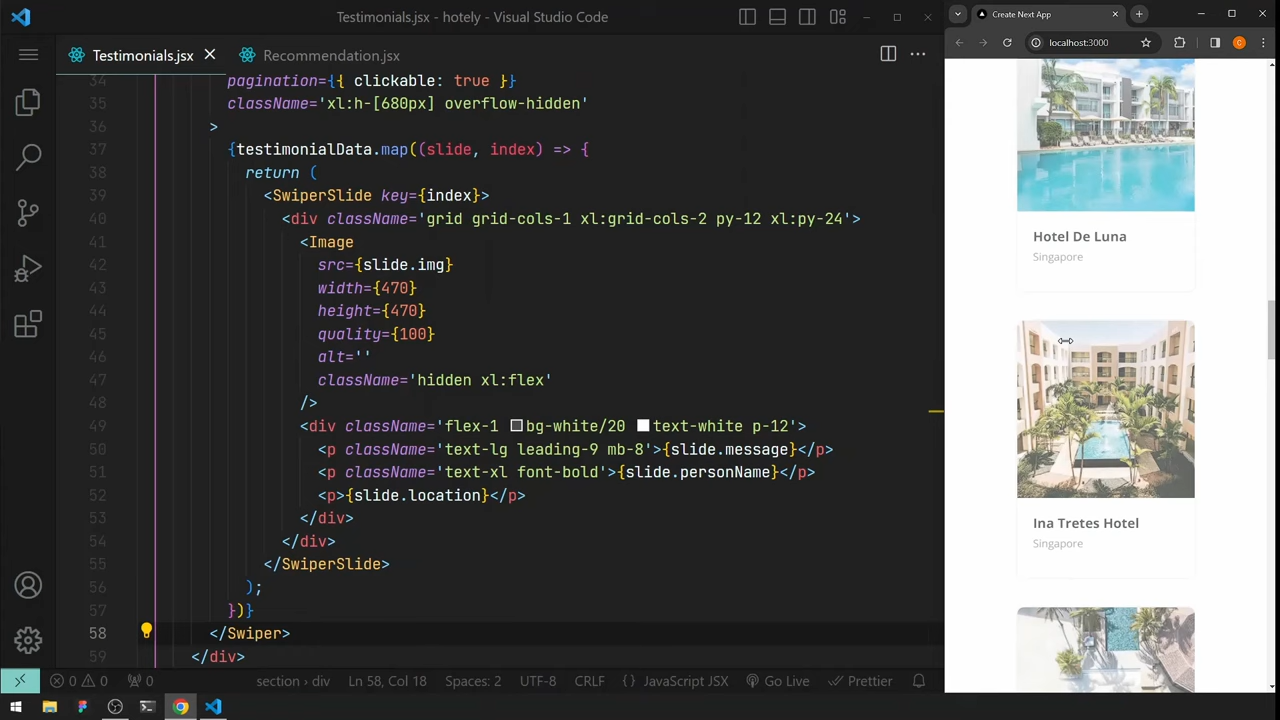 Testimonials.jsx - hotely - Visual Studio Code
Testimonials.jsx
Recommendation.jsx
34 pagination={{ clickable: true }}
35 className='xl:h-[680px] overflow-hidden'
36 >
37 {testimonialData.map((slide, index) => {
38 return (
39 <SwiperSlide key={index}>
40 <div className='grid grid-cols-1 xl:grid-cols-2 py-12 xl:py-24'>
41 <Image
42 src={slide.img}
43 width={470}
44 height={470}
45 quality={100}
46 alt=''
47 className='hidden xl:flex'
48 />
49 <div className='flex-1 bg-white/20 text-white p-12'>
50 <p className='text-lg leading-9 mb-8'>{slide.message}</p>
51 <p className='text-xl font-bold'>{slide.personName}</p>
52 <p>{slide.location}</p>
53 </div>
54 </div>
55 </SwiperSlide>
56 );
57 })}
58 </Swiper>
59 </div>
0 0 0 section > div Ln 58, Col 18 Spaces: 2 UTF-8 CRLF {} JavaScript JSX Go Live Prettier
Create Next App
localhost:3000
C
Hotel De Luna
Singapore
Ina Tretes Hotel
Singapore